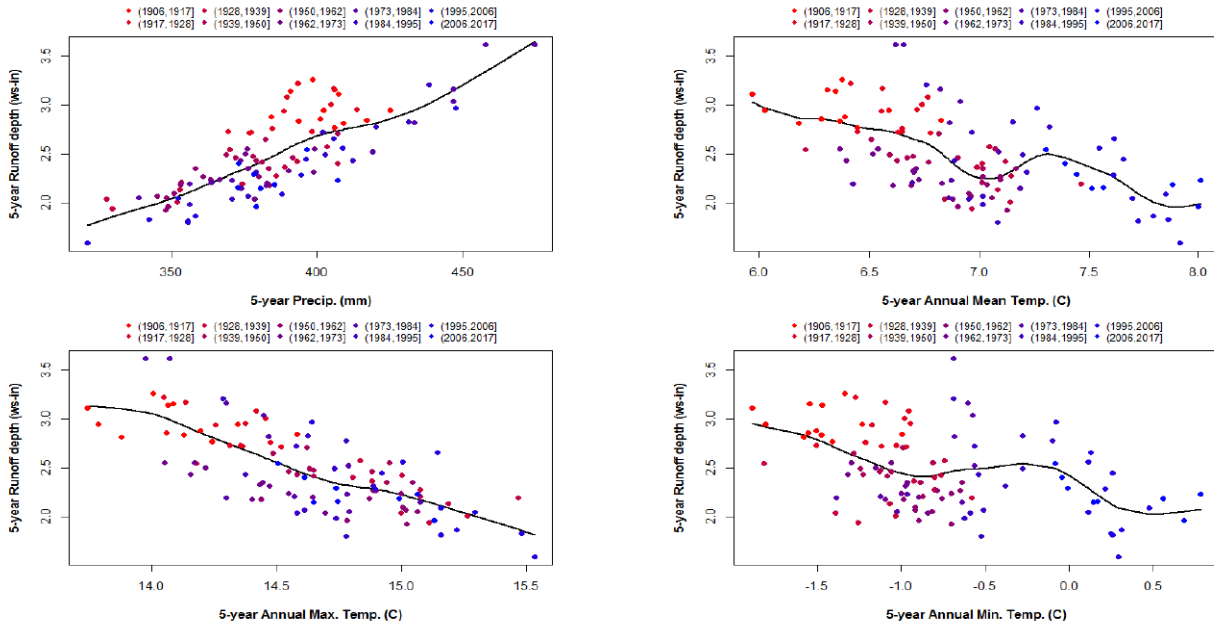 (1906,1917] (1928,1939] (1950,1962] (1973,1984] (1995,2006]
(1917,1928] (1939,1950] (1962,1973] (1984,1995] (2006,2017]
5-year Runoff depth (ws-in)
3.5
3.0
2.5
2.0
350 400 450
5-year Precip. (mm)
(1906,1917] (1928,1939] (1950,1962] (1973,1984] (1995,2006]
(1917,1928] (1939,1950] (1962,1973] (1984,1995] (2006,2017]
5-year Runoff depth (ws-in)
3.5
3.0
2.5
2.0
6.0 6.5 7.0 7.5 8.0
5-year Annual Mean Temp. (C)
(1906,1917] (1928,1939] (1950,1962] (1973,1984] (1995,2006]
(1917,1928] (1939,1950] (1962,1973] (1984,1995] (2006,2017]
5-year Runoff depth (ws-in)
3.5
3.0
2.5
2.0
14.0 14.5 15.0 15.5
5-year Annual Max. Temp. (C)
(1906,1917] (1928,1939] (1950,1962] (1973,1984] (1995,2006]
(1917,1928] (1939,1950] (1962,1973] (1984,1995] (2006,2017]
5-year Runoff depth (ws-in)
3.5
3.0
2.5
2.0
-1.5 -1.0 -0.5 0.0 0.5
5-year Annual Min. Temp. (C)